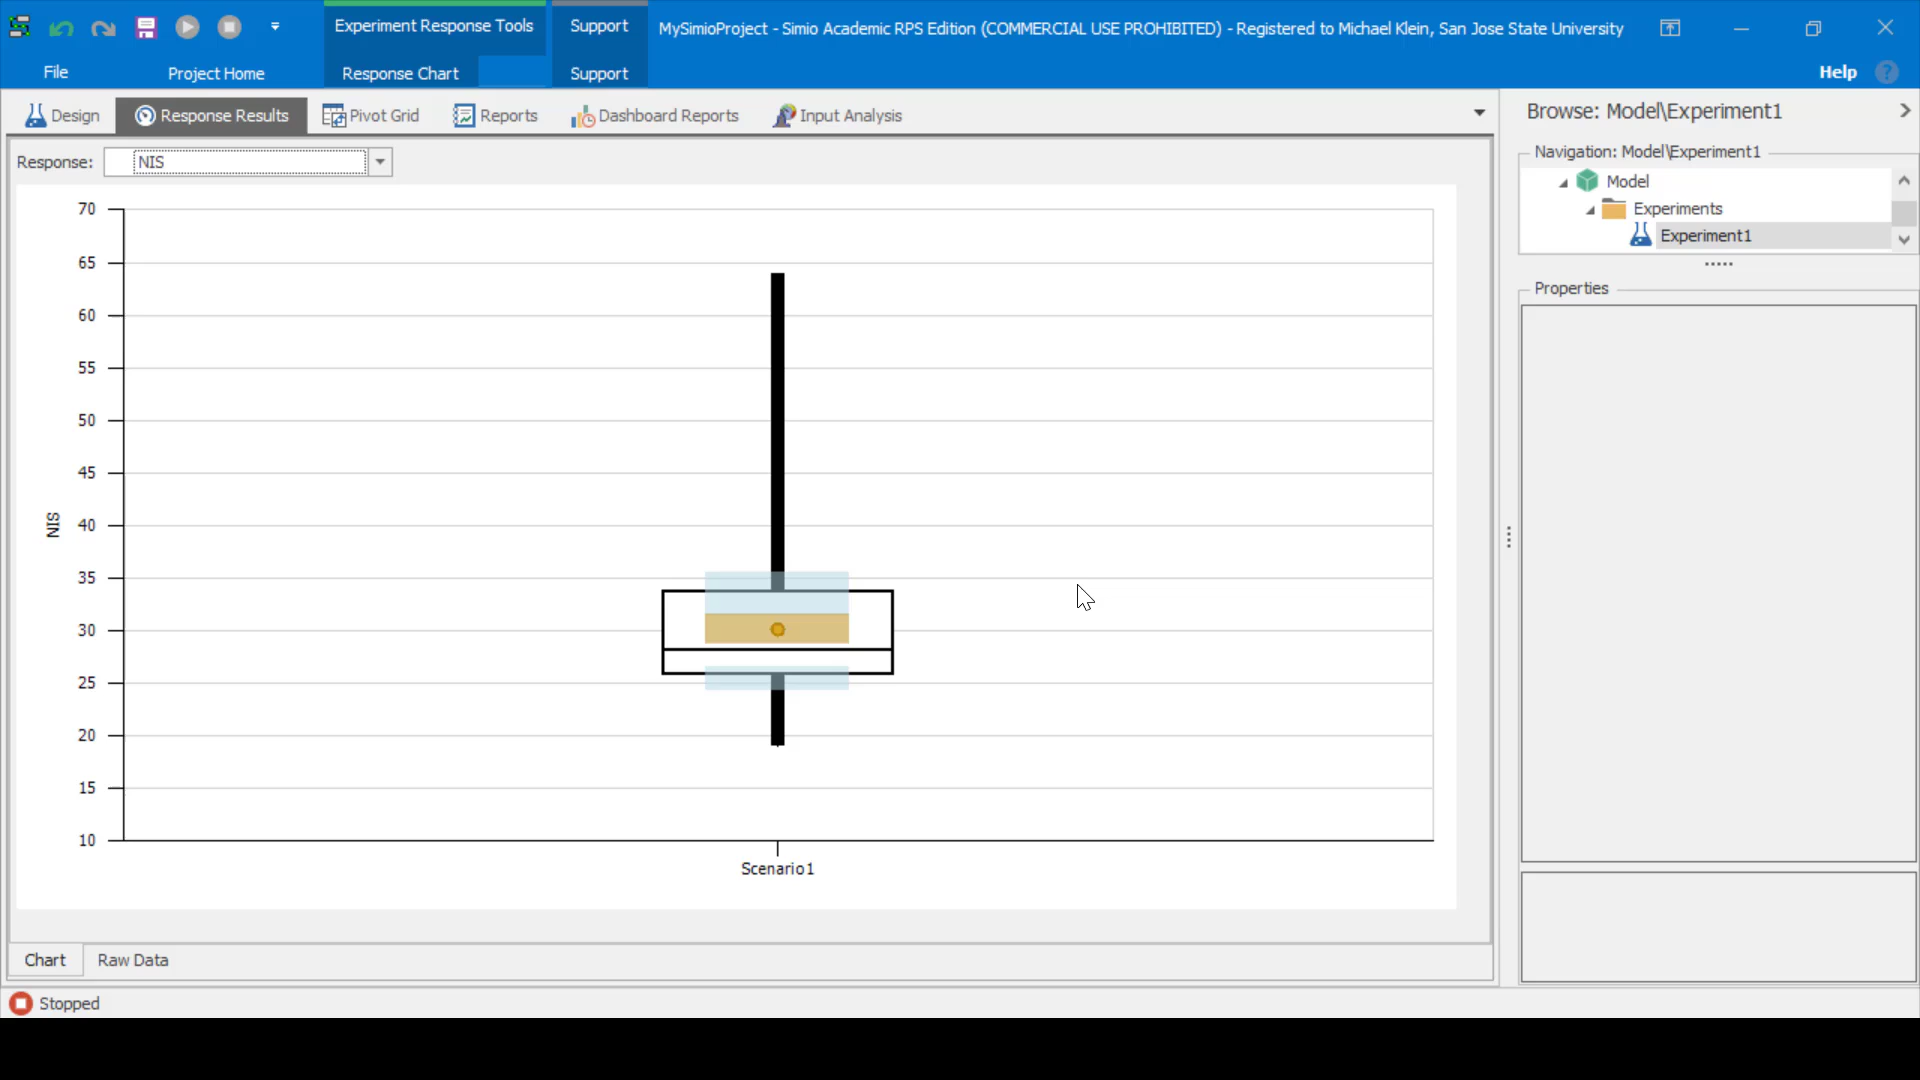 Experiment Response Tools
Support
MySimioProject - Simio Academic RPS Edition (COMMERCIAL USE PROHIBITED) - Registered to Michael Klein, San Jose State University
File
Project Home
Response Chart
Support
Help
?
Design
Response Results
Pivot Grid
Reports
Dashboard Reports
Input Analysis
Browse: Model\Experiment1
Response:
NIS
Navigation: Model\Experiment1
Model
Experiments
Experiment1
Properties
70
65
60
55
50
45
40
35
30
25
20
15
10
NIS
Scenario1
Chart
Raw Data
Stopped